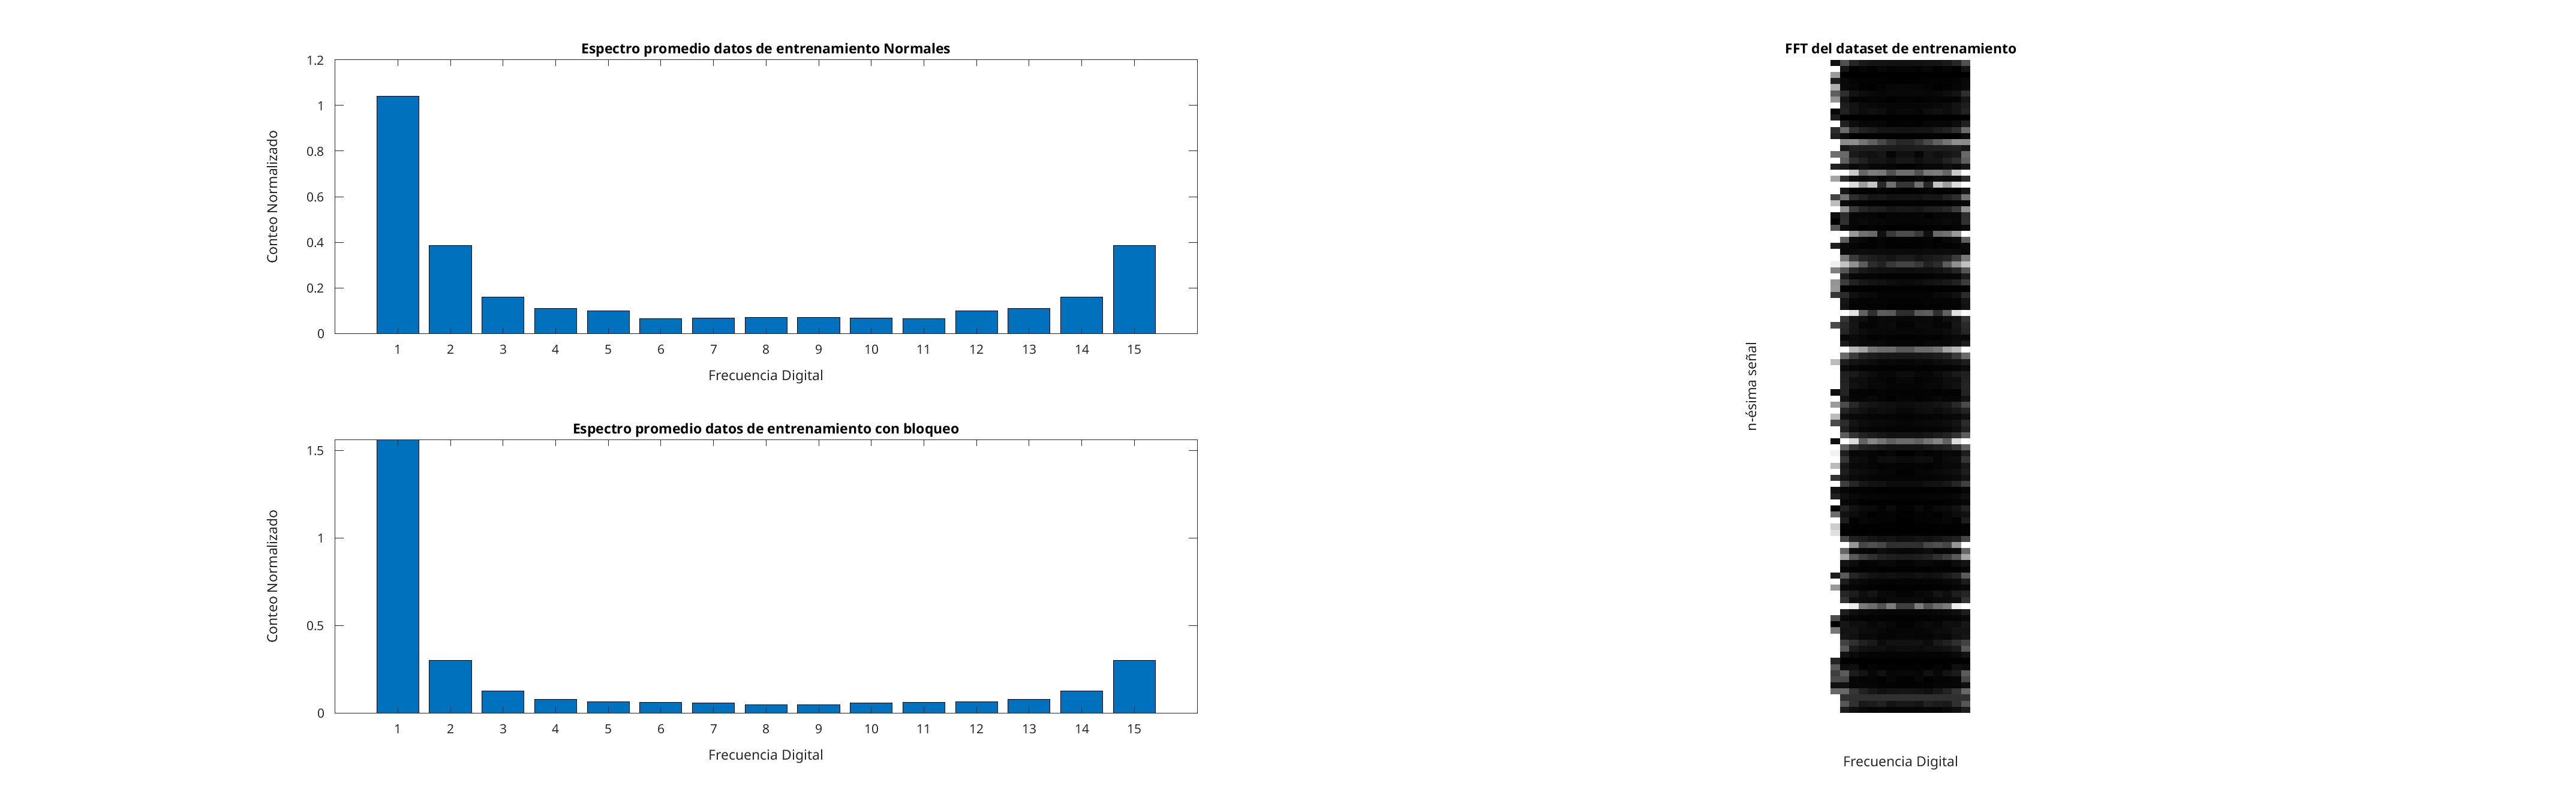 Espectro promedio datos de entrenamiento Normales
1.2
1
0.8
0.6
0.4
0.2
0
Conteo Normalizado
1 2 3 4 5 6 7 8 9 10 11 12 13 14 15
Frecuencia Digital
Espectro promedio datos de entrenamiento con bloqueo
1.5
1
0.5
0
Conteo Normalizado
1 2 3 4 5 6 7 8 9 10 11 12 13 14 15
Frecuencia Digital
FFT del dataset de entrenamiento
n-ésima señal
Frecuencia Digital